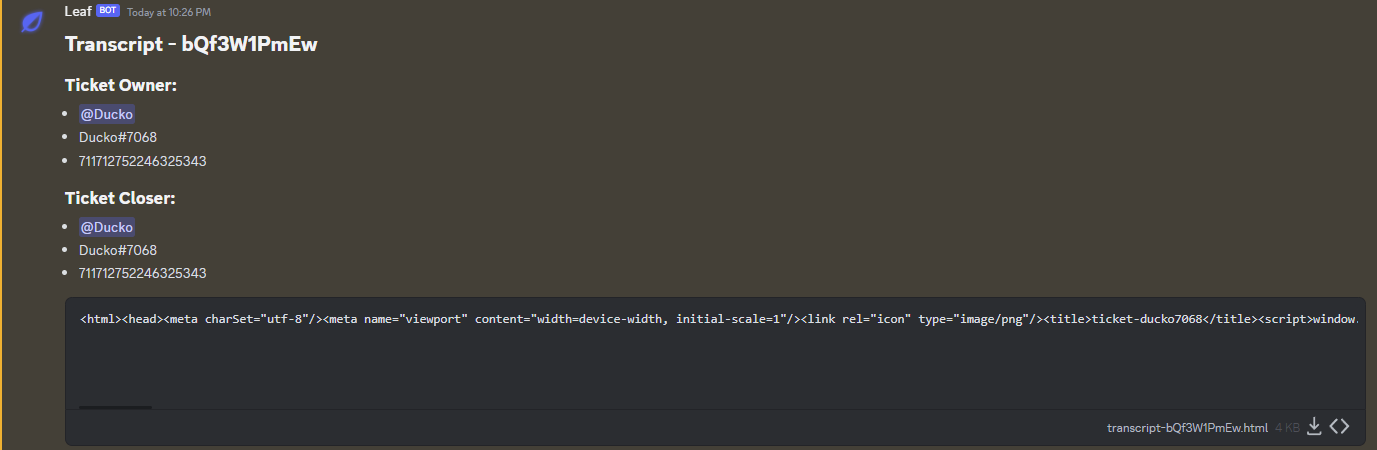 Leaf BOT Today at 10:26 PM
Transcript - bQf3W1PmEw
Ticket Owner:
@Ducko
Ducko#7068
711712752246325343
Ticket Closer:
@Ducko
Ducko#7068
711712752246325343
<html><head><meta charSet="utf-8"/><meta name="viewport" content="width=device-width, initial-scale=1"/><link rel="icon" type="image/png"/><title>ticket-ducko7068</title><script>window.
transcript-bQf3W1PmEw.html 4 KB